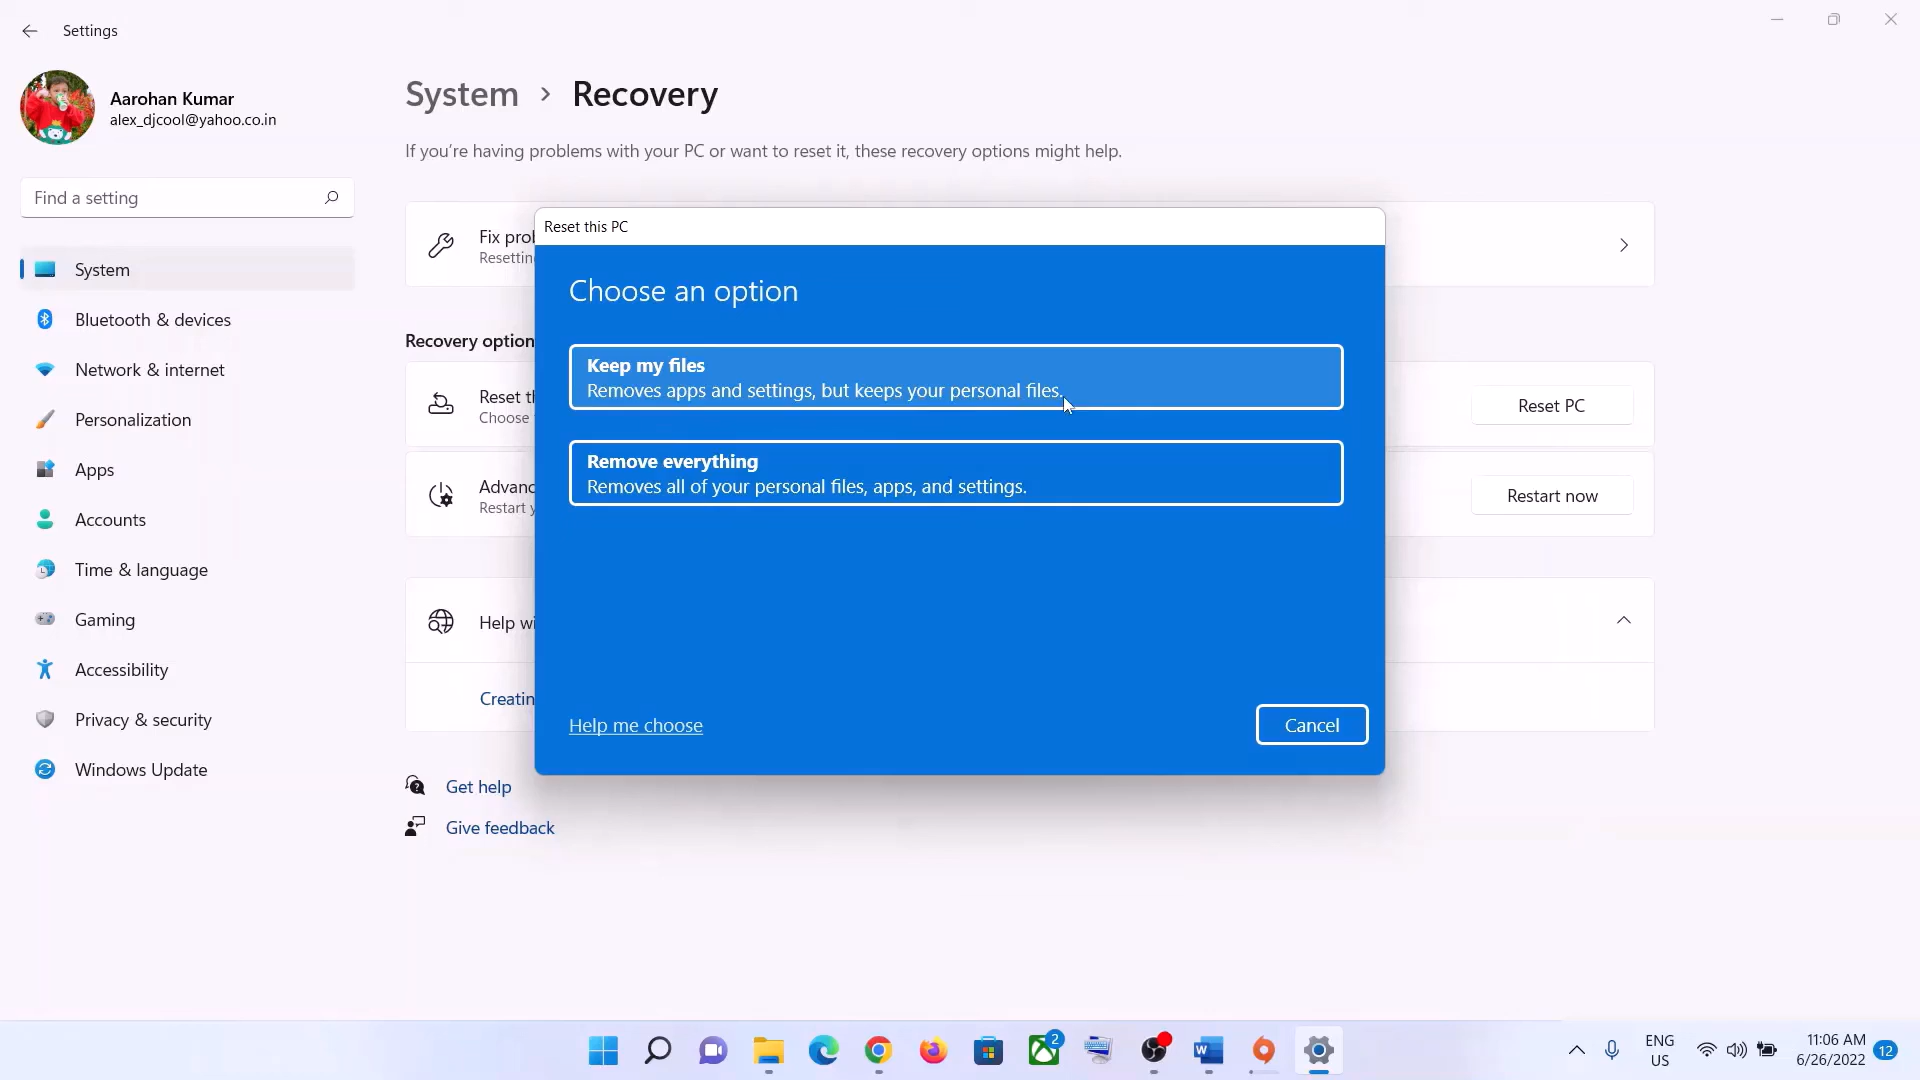 Settings
Aarohan Kumar
alex_djcool@yahoo.co.in
Find a setting
System
Bluetooth & devices
Network & internet
Personalization
Apps
Accounts
Time & language
Gaming
Accessibility
Privacy & security
Windows Update
System > Recovery
If you're having problems with your PC or want to reset it, these recovery options might help.
Fix pro
Resettin
Recovery option
Reset t
Choose
Reset PC
Advanc
Restart y
Restart now
Help wi
Creatin
Get help
Give feedback
Reset this PC
Choose an option
Keep my files
Removes apps and settings, but keeps your personal files.
Remove everything
Removes all of your personal files, apps, and settings.
Help me choose
Cancel
2
ENG
US
11:06 AM
6/26/2022
12